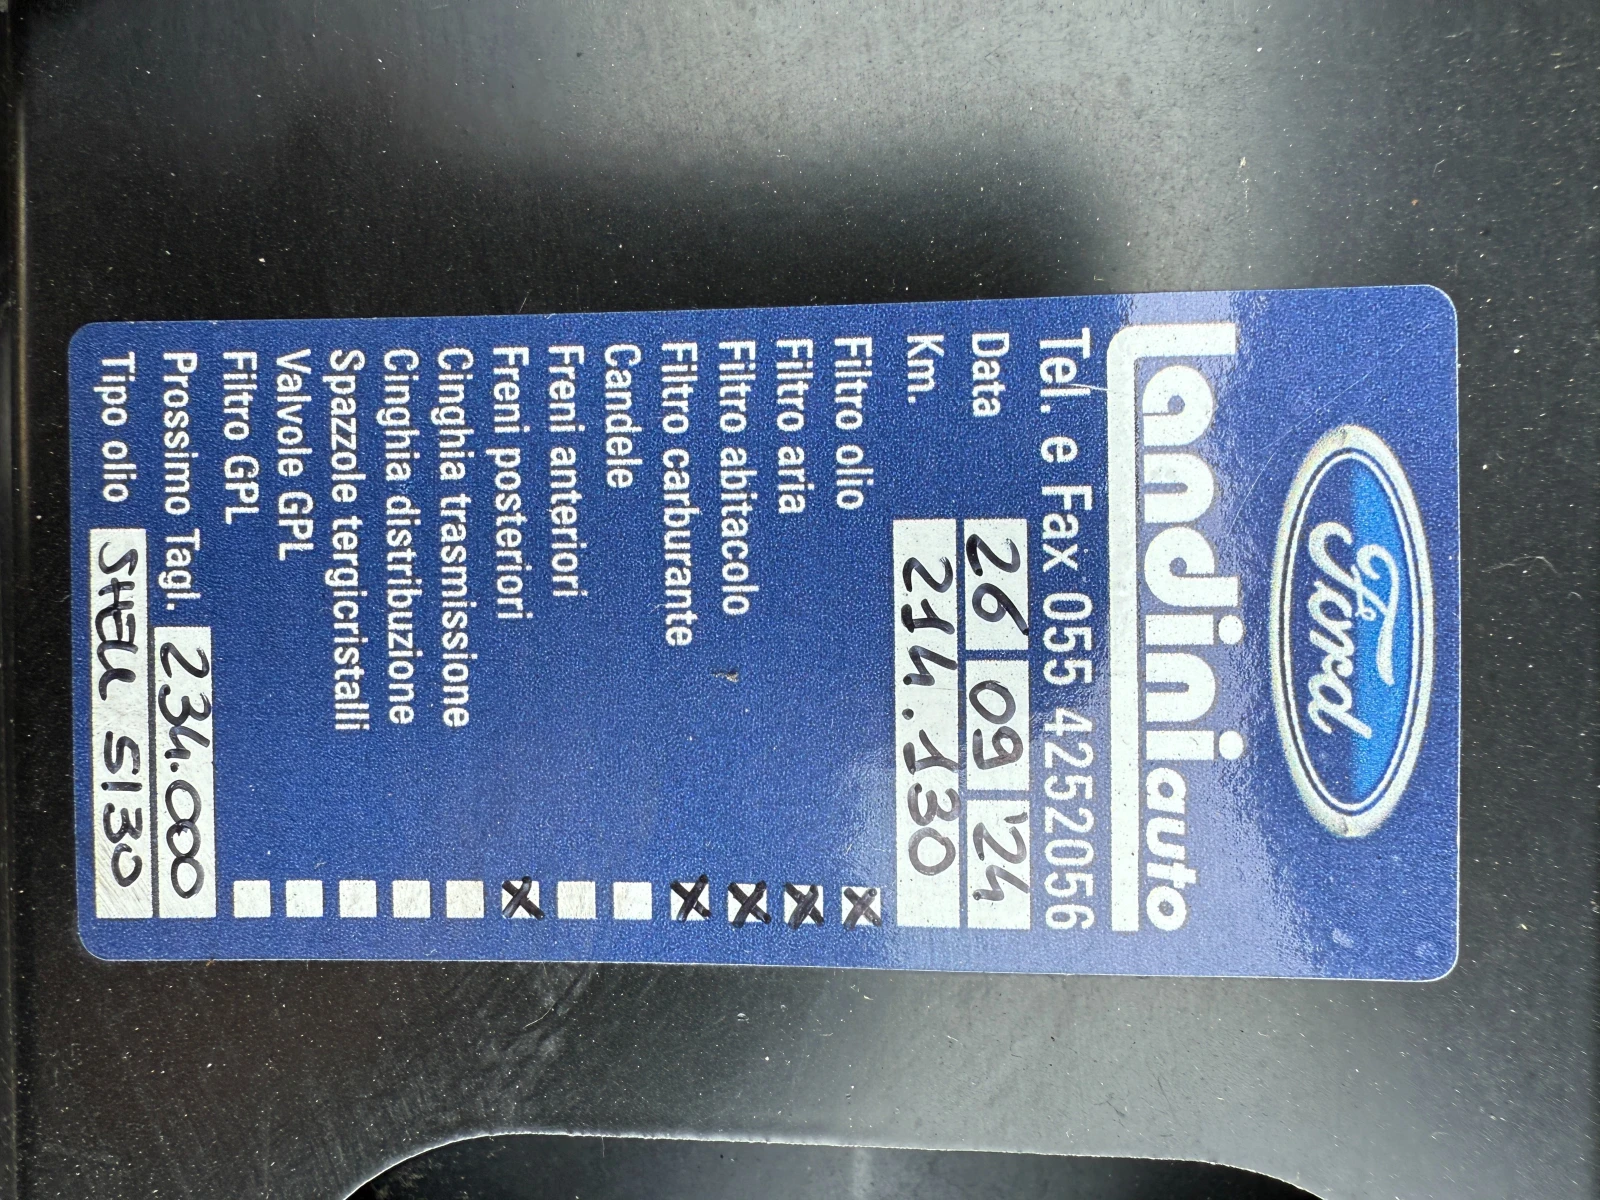 Ford
Landini auto
Tel. e Fax 055 4252056
Data 26 09 '24
Km. 214.130
Filtro olio X
Filtro aria X
Filtro abitacolo X
Filtro carburante X
Candele
Freni anteriori
Freni posteriori X
Cinghia trasmissione
Cinghia distribuzione
Spazzole tergicristalli
Valvole GPL
Filtro GPL
Prossimo Tagl. 234.000
Tipo olio SHELL 5130